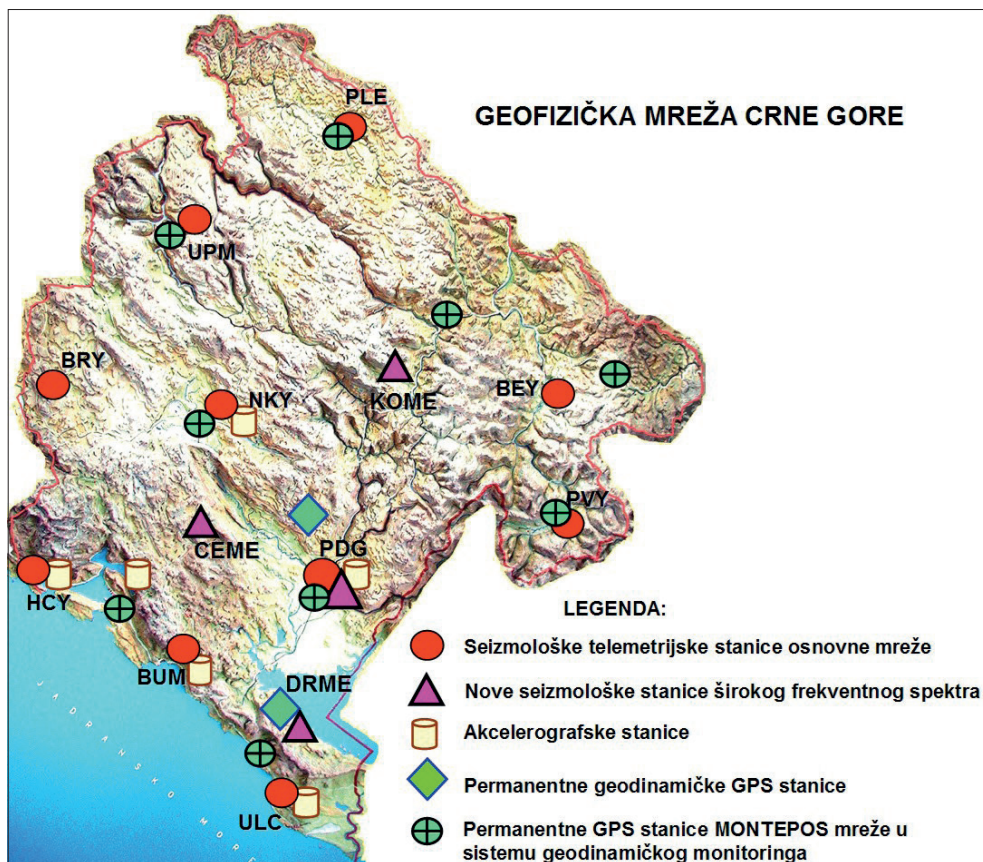 GEOFIZIČKA MREŽA CRNE GORE
PLE
UPM
BRY
NKY
KOME
BEY
CEME
PDG
PVY
HCY
BUM
DRME
ULC
JADRANSKO MORE
LEGENDA:
Seizmološke telemetrijske stanice osnovne mreže
Nove seizmološke stanice širokog frekventnog spektra
Akcelerografske stanice
Permanentne geodinamičke GPS stanice
Permanentne GPS stanice MONTEPOS mreže u
sistemu geodinamičkog monitoringa